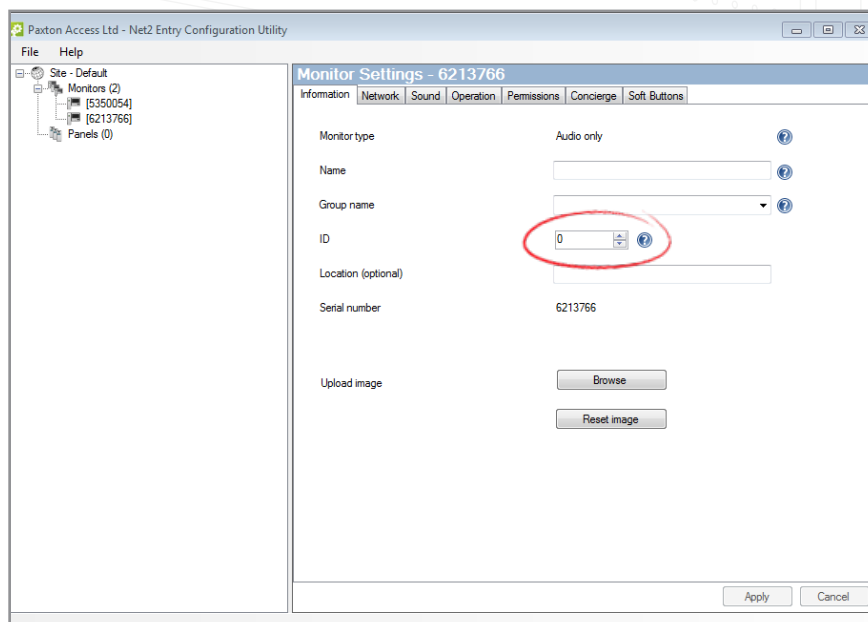 Paxton Access Ltd - Net2 Entry Configuration Utility
File Help
Site - Default
Monitors (2)
[5350054]
[6213766]
Panels (0)
Monitor Settings - 6213766
Information Network Sound Operation Permissions Concierge Soft Buttons
Monitor type Audio only ?
Name ?
Group name ?
ID 0 ?
Location (optional)
Serial number 6213766
Upload image Browse
Reset image
Apply Cancel